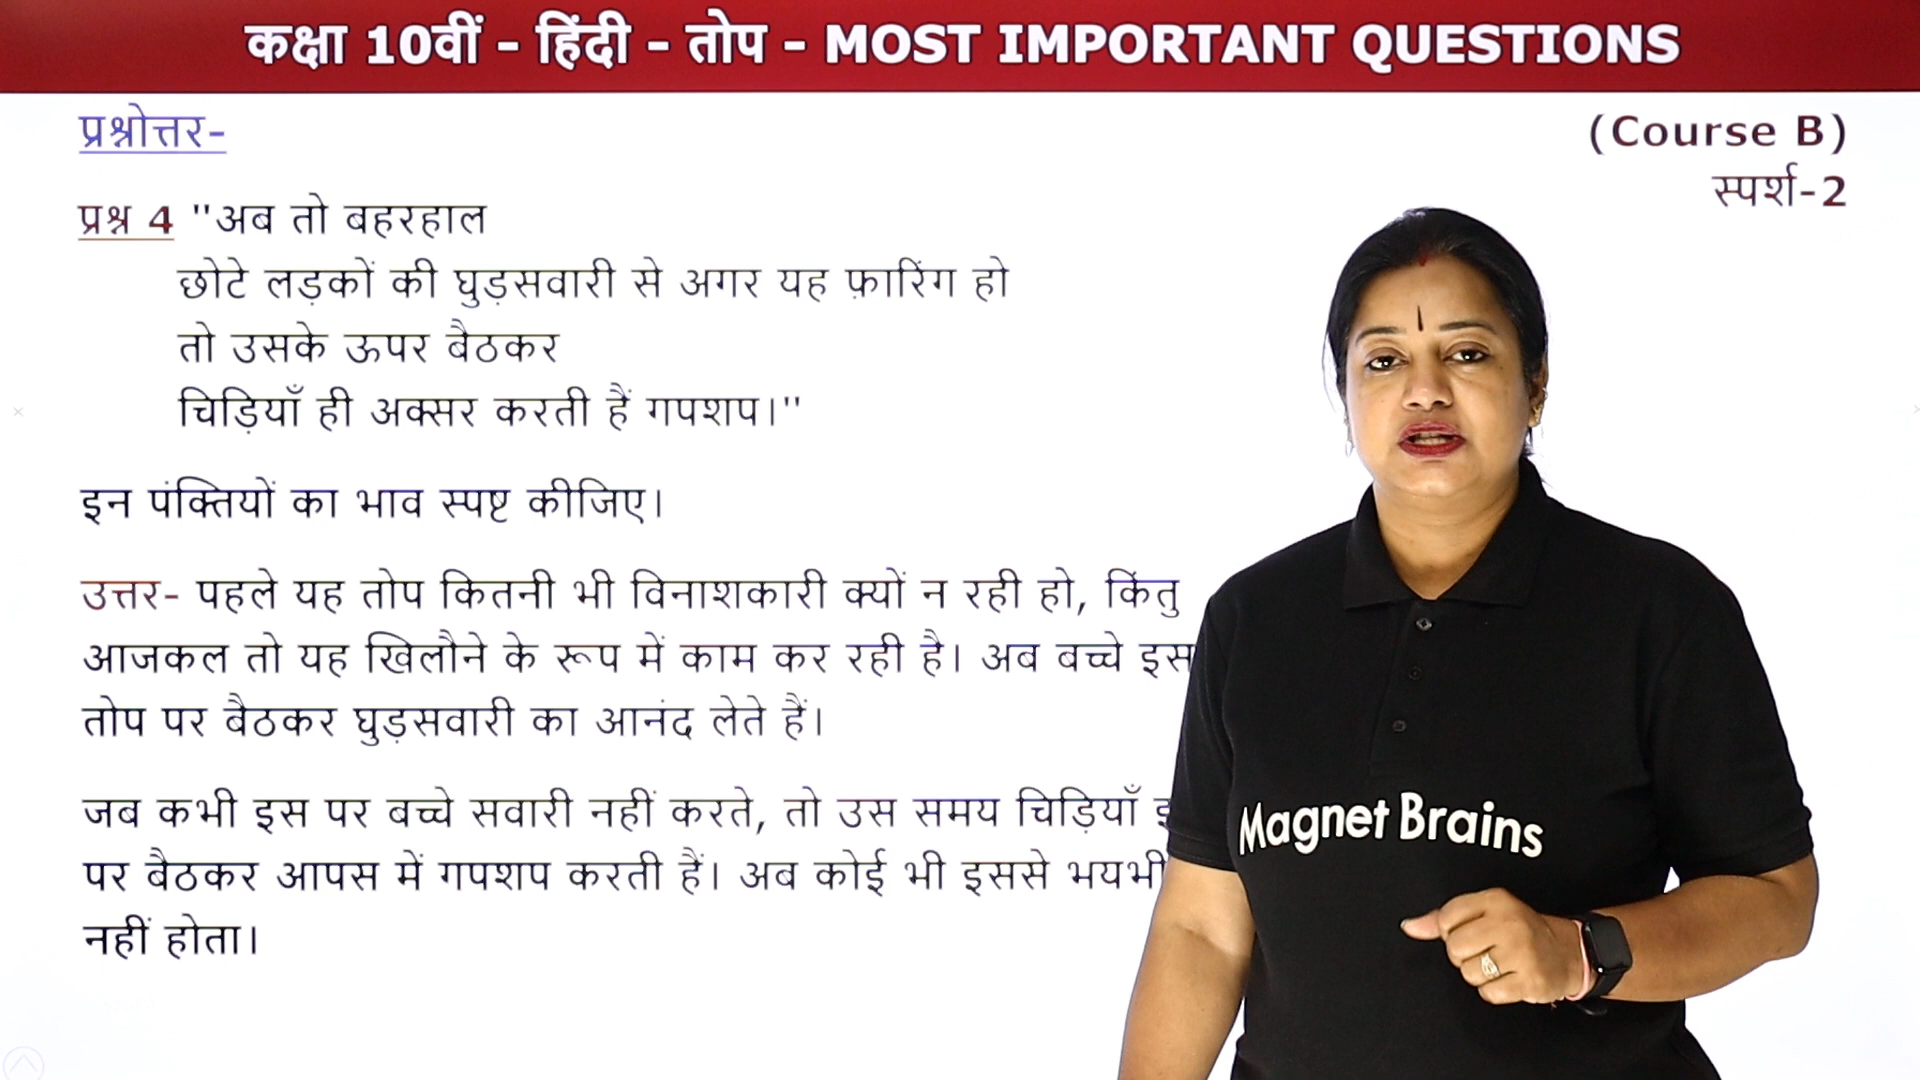 कक्षा 10वीं - हिंदी - तोप - MOST IMPORTANT QUESTIONS
प्रश्नोत्तर-
(Course B)
स्पर्श-2
प्रश्न 4 "अब तो बहरहाल
छोटे लड़कों की घुड़सवारी से अगर यह फ़ारिंग हो
तो उसके ऊपर बैठकर
चिड़ियाँ ही अक्सर करती हैं गपशप।"
इन पंक्तियों का भाव स्पष्ट कीजिए।
उत्तर- पहले यह तोप कितनी भी विनाशकारी क्यों न रही हो, किंतु
आजकल तो यह खिलौने के रूप में काम कर रही है। अब बच्चे इस
तोप पर बैठकर घुड़सवारी का आनंद लेते हैं।
जब कभी इस पर बच्चे सवारी नहीं करते, तो उस समय चिड़ियाँ
पर बैठकर आपस में गपशप करती हैं। अब कोई भी इससे
नहीं होता।
Magnet Brains